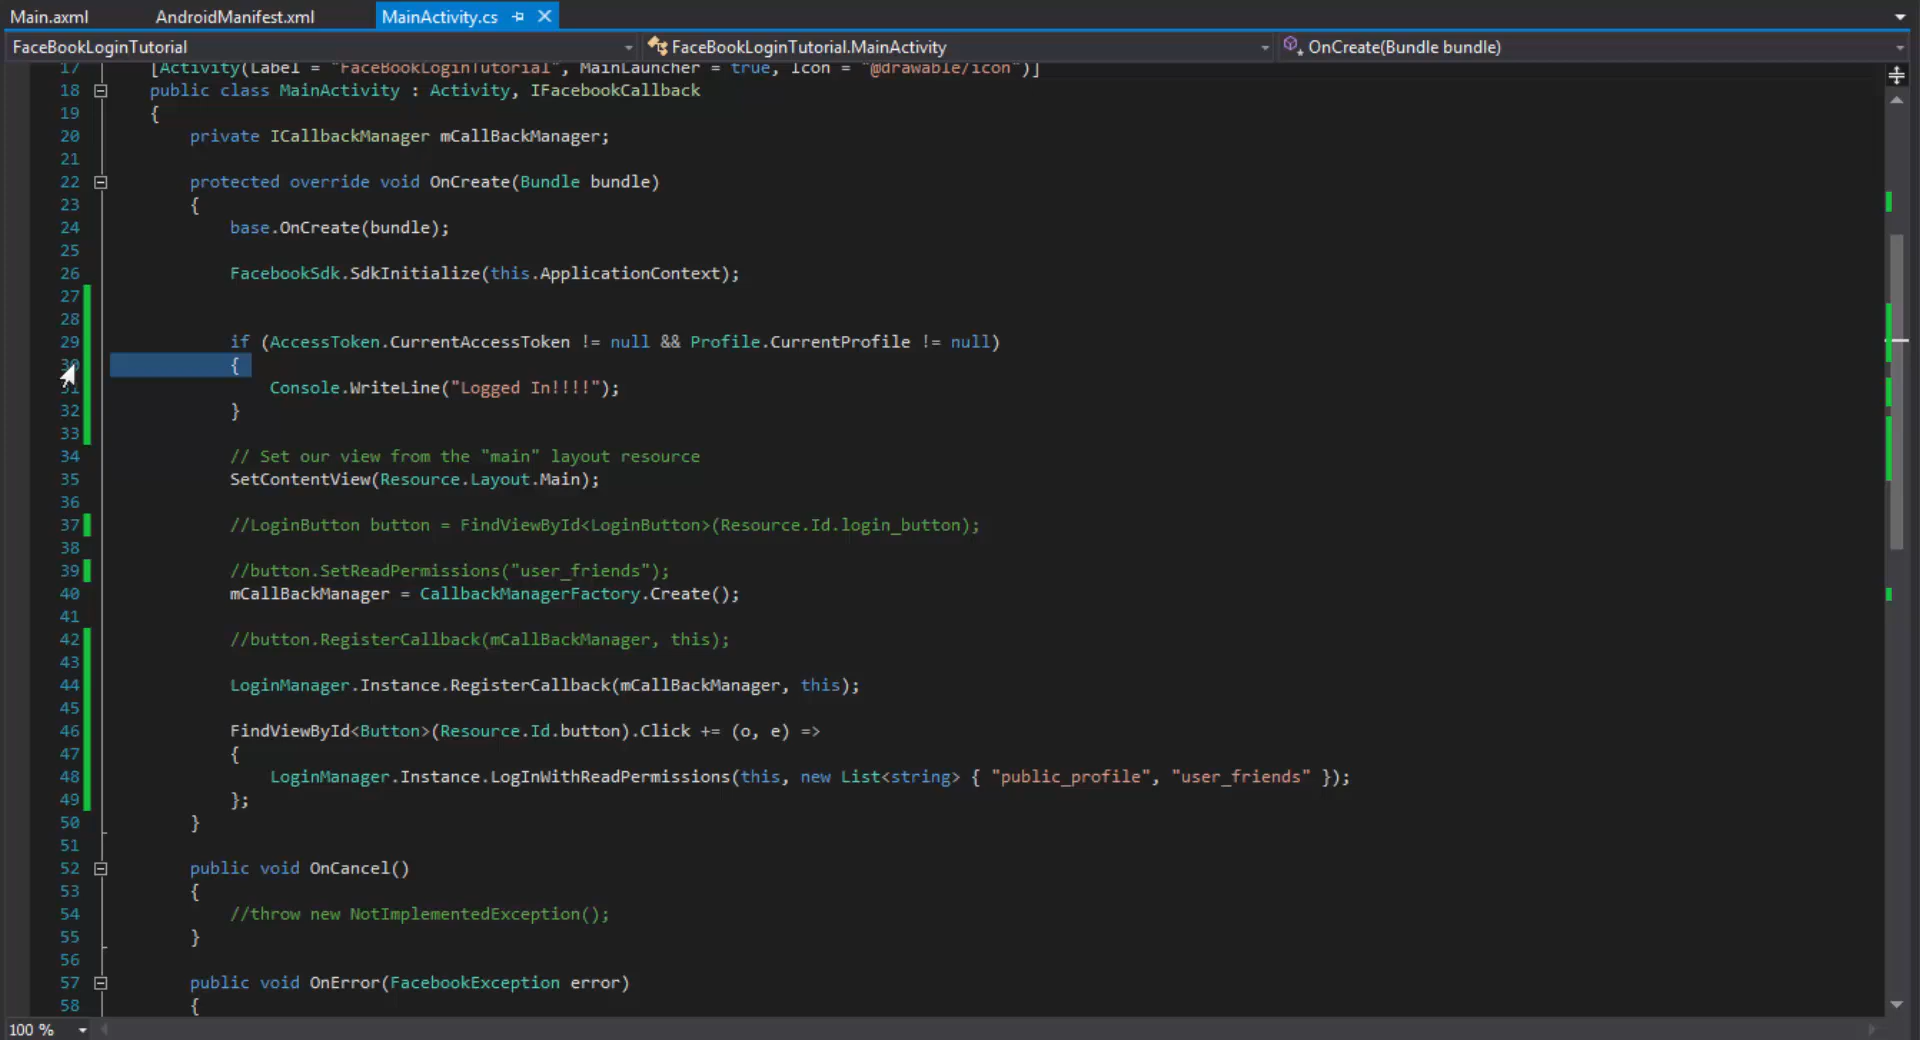 Main.axml AndroidManifest.xml MainActivity.cs
FaceBookLoginTutorial FaceBookLoginTutorial.MainActivity OnCreate(Bundle bundle)
17 [Activity(Label = "FaceBookLoginTutorial", MainLauncher = true, Icon = "@drawable/icon")]
18 public class MainActivity : Activity, IFacebookCallback
19 {
20 private ICallbackManager mCallBackManager;
21
22 protected override void OnCreate(Bundle bundle)
23 {
24 base.OnCreate(bundle);
25
26 FacebookSdk.SdkInitialize(this.ApplicationContext);
27
28
29 if (AccessToken.CurrentAccessToken != null && Profile.CurrentProfile != null)
30 {
31 Console.WriteLine("Logged In!!!!");
32 }
33
34 // Set our view from the "main" layout resource
35 SetContentView(Resource.Layout.Main);
36
37 //LoginButton button = FindViewById<LoginButton>(Resource.Id.login_button);
38
39 //button.SetReadPermissions("user_friends");
40 mCallBackManager = CallbackManagerFactory.Create();
41
42 //button.RegisterCallback(mCallBackManager, this);
43
44 LoginManager.Instance.RegisterCallback(mCallBackManager, this);
45
46 FindViewById<Button>(Resource.Id.button).Click += (o, e) =>
47 {
48 LoginManager.Instance.LogInWithReadPermissions(this, new List<string> { "public_profile", "user_friends" });
49 };
50 }
51
52 public void OnCancel()
53 {
54 //throw new NotImplementedException();
55 }
56
57 public void OnError(FacebookException error)
58 {
100 %